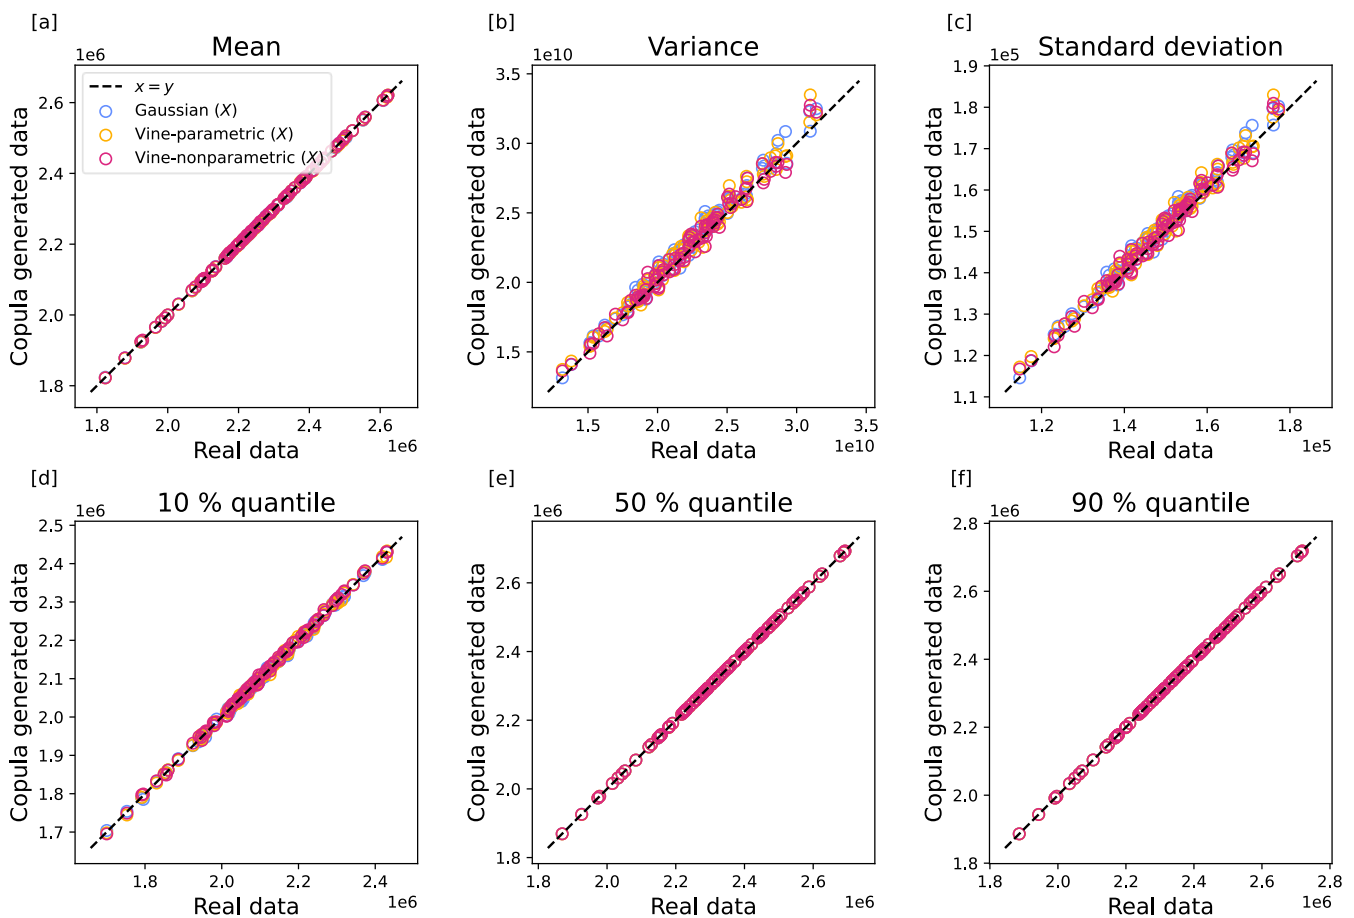 [a]
Mean
1e6
x = y
Gaussian (X)
Vine-parametric (X)
Vine-nonparametric (X)
2.6
2.4
2.2
2.0
1.8
Copula generated data
1.8
2.0
2.2
2.4
2.6
1e6
Real data
[b]
Variance
1e10
3.5
3.0
2.5
2.0
1.5
Copula generated data
1.5
2.0
2.5
3.0
3.5
1e10
Real data
[c]
Standard deviation
1e5
1.9
1.8
1.7
1.6
1.5
1.4
1.3
1.2
1.1
Copula generated data
1.2
1.4
1.6
1.8
1e5
Real data
[d]
10 % quantile
1e6
2.5
2.4
2.3
2.2
2.1
2.0
1.9
1.8
1.7
Copula generated data
1.8
2.0
2.2
2.4
1e6
Real data
[e]
50 % quantile
1e6
2.6
2.4
2.2
2.0
1.8
Copula generated data
1.8
2.0
2.2
2.4
2.6
1e6
Real data
[f]
90 % quantile
1e6
2.8
2.6
2.4
2.2
2.0
1.8
Copula generated data
1.8
2.0
2.2
2.4
2.6
2.8
1e6
Real data